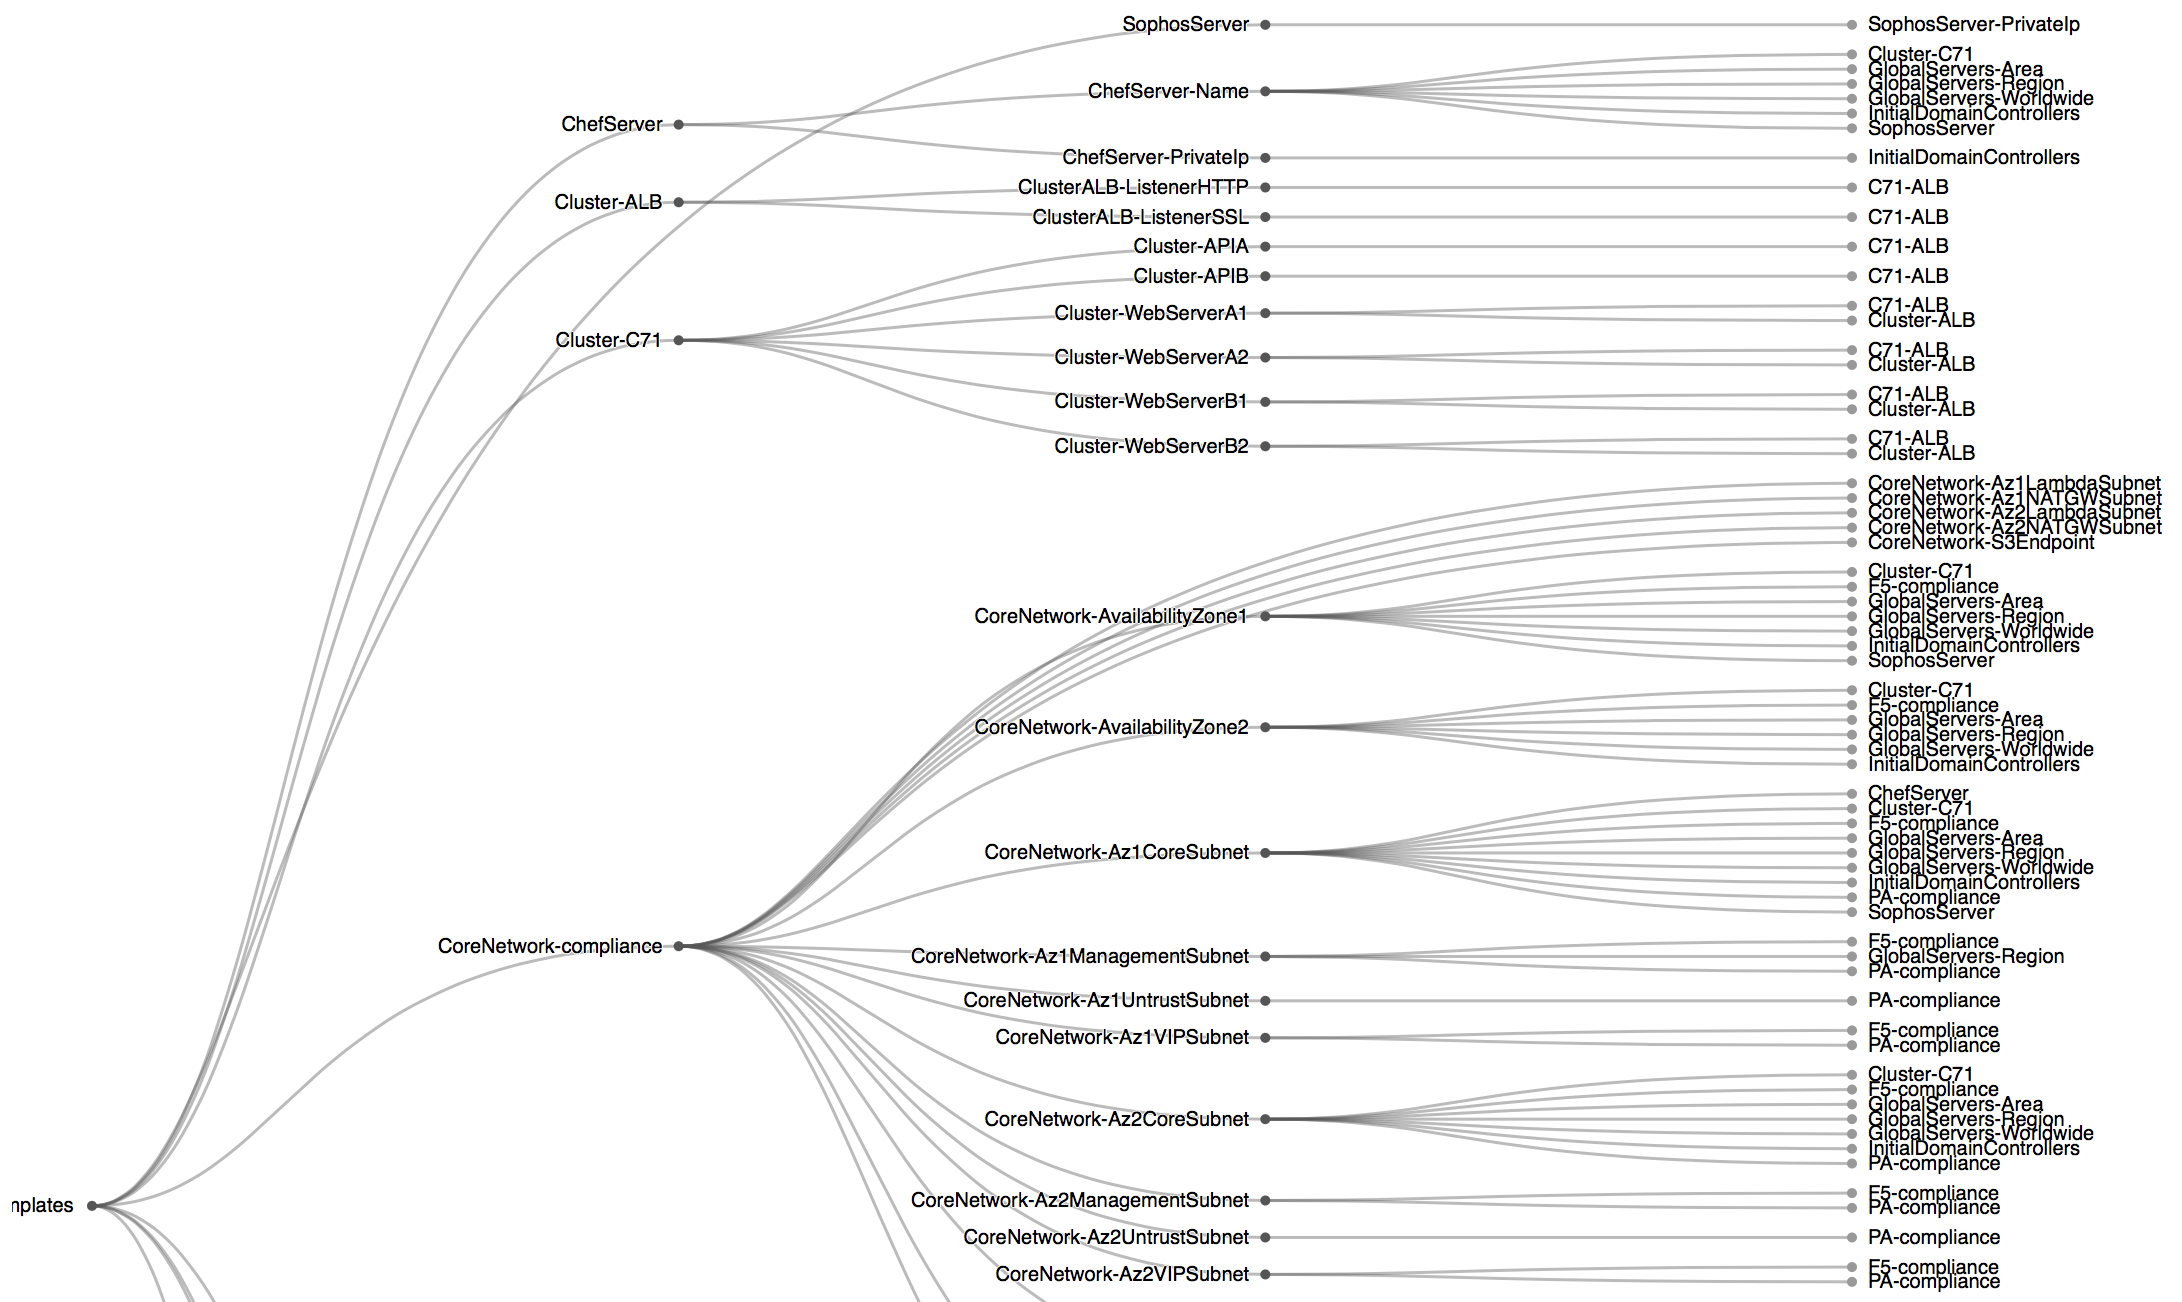 SophosServer
SophosServer-PrivateIp
ChefServer
ChefServer-Name
Cluster-C71
GlobalServers-Area
GlobalServers-Region
GlobalServers-Worldwide
InitialDomainControllers
SophosServer
ChefServer-PrivateIp
InitialDomainControllers
Cluster-ALB
ClusterALB-ListenerHTTP
C71-ALB
ClusterALB-ListenerSSL
C71-ALB
Cluster-C71
Cluster-APIA
C71-ALB
Cluster-APIB
C71-ALB
Cluster-WebServerA1
C71-ALB
Cluster-ALB
Cluster-WebServerA2
C71-ALB
Cluster-ALB
Cluster-WebServerB1
C71-ALB
Cluster-ALB
Cluster-WebServerB2
C71-ALB
Cluster-ALB
CoreNetwork-compliance
CoreNetwork-Az1LambdaSubnet
CoreNetwork-Az1NATGWSubnet
CoreNetwork-Az2LambdaSubnet
CoreNetwork-Az2NATGWSubnet
CoreNetwork-S3Endpoint
CoreNetwork-AvailabilityZone1
Cluster-C71
F5-compliance
GlobalServers-Area
GlobalServers-Region
GlobalServers-Worldwide
InitialDomainControllers
SophosServer
CoreNetwork-AvailabilityZone2
Cluster-C71
F5-compliance
GlobalServers-Area
GlobalServers-Region
GlobalServers-Worldwide
InitialDomainControllers
CoreNetwork-Az1CoreSubnet
ChefServer
Cluster-C71
F5-compliance
GlobalServers-Area
GlobalServers-Region
GlobalServers-Worldwide
InitialDomainControllers
PA-compliance
SophosServer
CoreNetwork-Az1ManagementSubnet
F5-compliance
GlobalServers-Region
PA-compliance
CoreNetwork-Az1UntrustSubnet
PA-compliance
CoreNetwork-Az1VIPSubnet
F5-compliance
PA-compliance
CoreNetwork-Az2CoreSubnet
Cluster-C71
F5-compliance
GlobalServers-Area
GlobalServers-Region
GlobalServers-Worldwide
InitialDomainControllers
PA-compliance
CoreNetwork-Az2ManagementSubnet
F5-compliance
PA-compliance
CoreNetwork-Az2UntrustSubnet
PA-compliance
CoreNetwork-Az2VIPSubnet
F5-compliance
PA-compliance